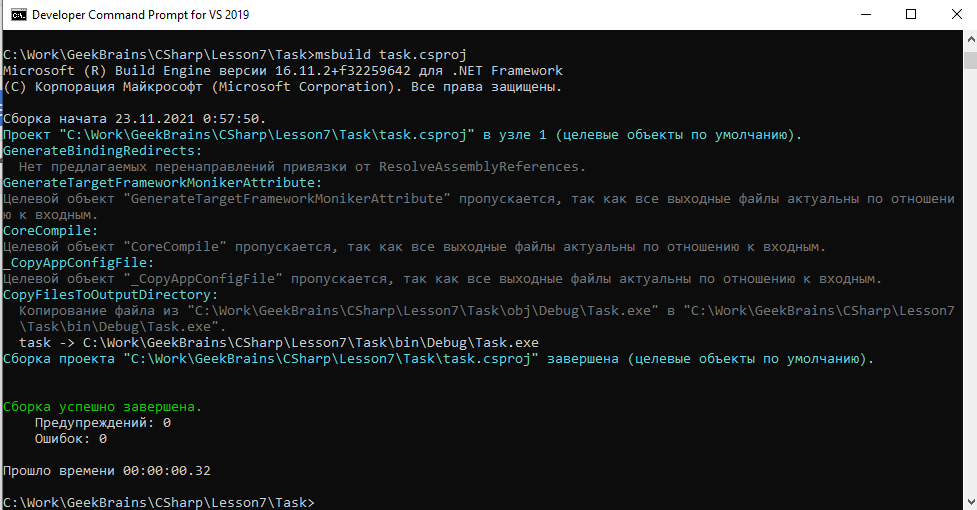 Developer Command Prompt for VS 2019
C:\Work\GeekBrains\CSharp\Lesson7\Task>msbuild task.csproj
Microsoft (R) Build Engine версии 16.11.2+f32259642 для .NET Framework
(C) Корпорация Майкрософт (Microsoft Corporation). Все права защищены.
Сборка начата 23.11.2021 0:57:50.
Проект "C:\Work\GeekBrains\CSharp\Lesson7\Task\task.csproj" в узле 1 (целевые объекты по умолчанию).
GenerateBindingRedirects:
  Нет предлагаемых перенаправлений привязки от ResolveAssemblyReferences.
GenerateTargetFrameworkMonikerAttribute:
Целевой объект "GenerateTargetFrameworkMonikerAttribute" пропускается, так как все выходные файлы актуальны по отношени
ю к входным.
CoreCompile:
Целевой объект "CoreCompile" пропускается, так как все выходные файлы актуальны по отношению к входным.
_CopyAppConfigFile:
Целевой объект "_CopyAppConfigFile" пропускается, так как все выходные файлы актуальны по отношению к входным.
CopyFilesToOutputDirectory:
  Копирование файла из "C:\Work\GeekBrains\CSharp\Lesson7\Task\obj\Debug\Task.exe" в "C:\Work\GeekBrains\CSharp\Lesson7
  \Task\bin\Debug\Task.exe".
  task -> C:\Work\GeekBrains\CSharp\Lesson7\Task\bin\Debug\Task.exe
Сборка проекта "C:\Work\GeekBrains\CSharp\Lesson7\Task\task.csproj" завершена (целевые объекты по умолчанию).
Сборка успешно завершена.
    Предупреждений: 0
    Ошибок: 0
Прошло времени 00:00:00.32
C:\Work\GeekBrains\CSharp\Lesson7\Task>